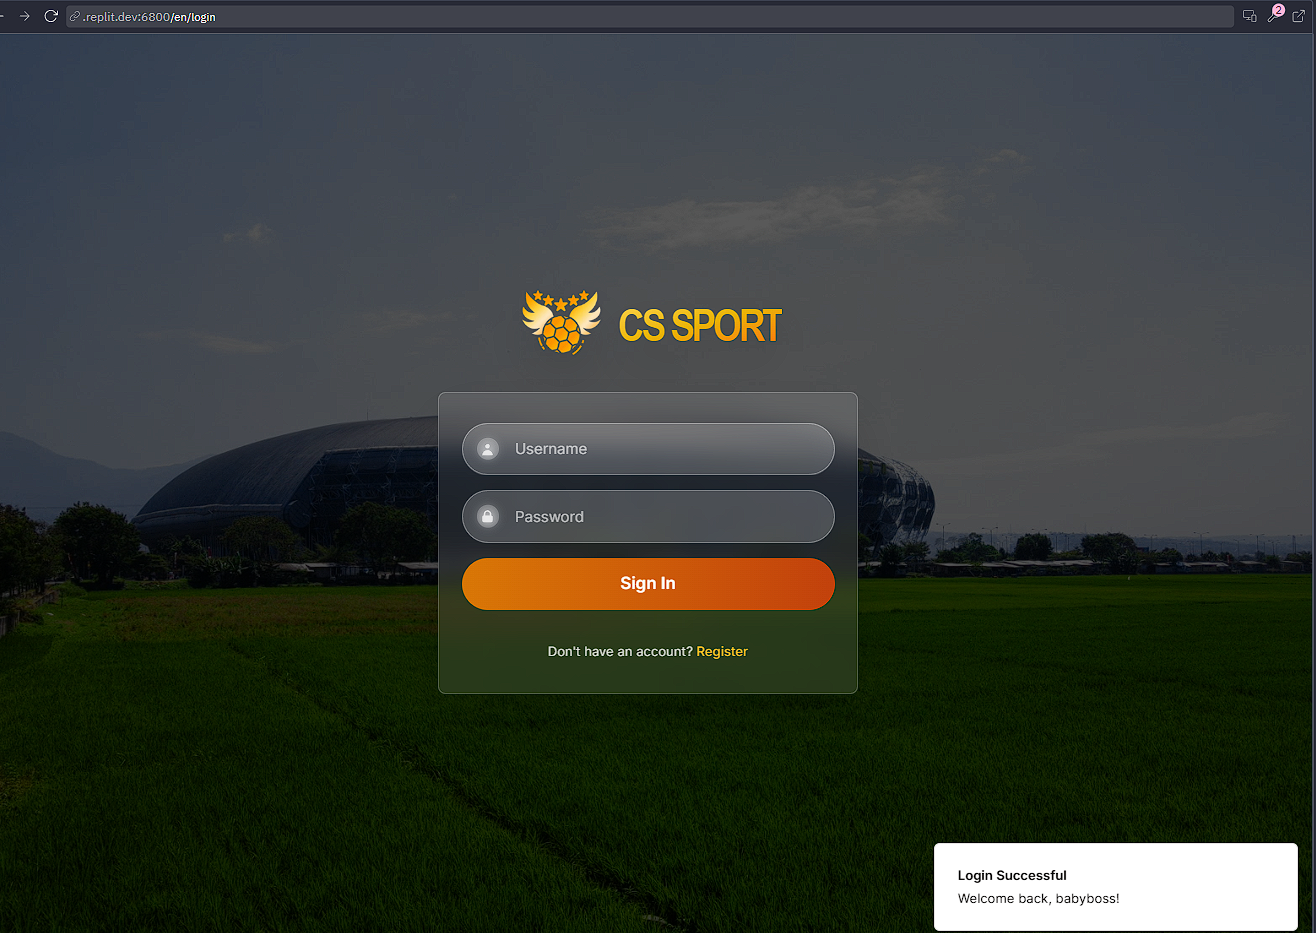 .replit.dev:6800/en/login
2
CS SPORT
Username
Password
Sign In
Don't have an account? Register
Login Successful
Welcome back, babyboss!